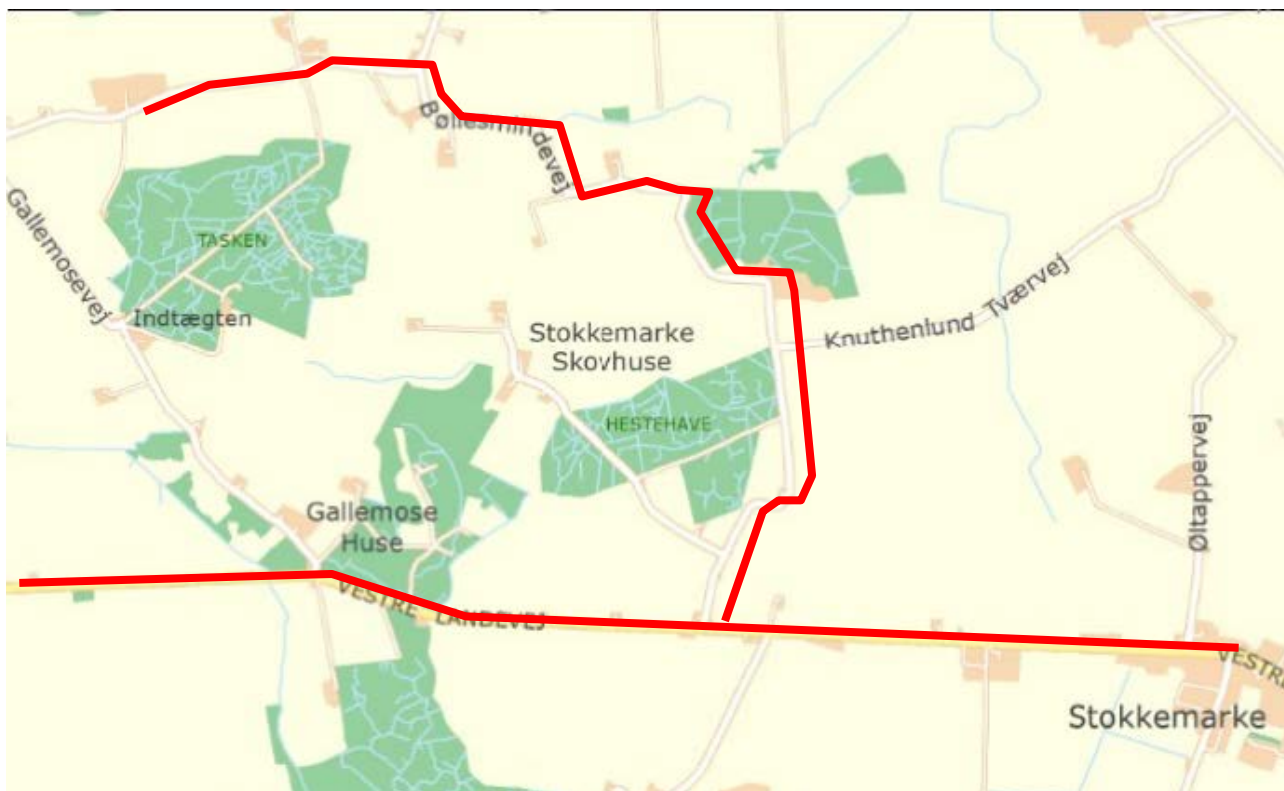 Bøllesmindevej
Gallemosevej
TASKEN
Indtægten
Stokkemarke
Skovhuse
Knuthenlund Tværvej
HESTEHAVE
Øltappervej
Gallemose
Huse
VESTRE LANDEVEJ
VESTRE
Stokkemarke